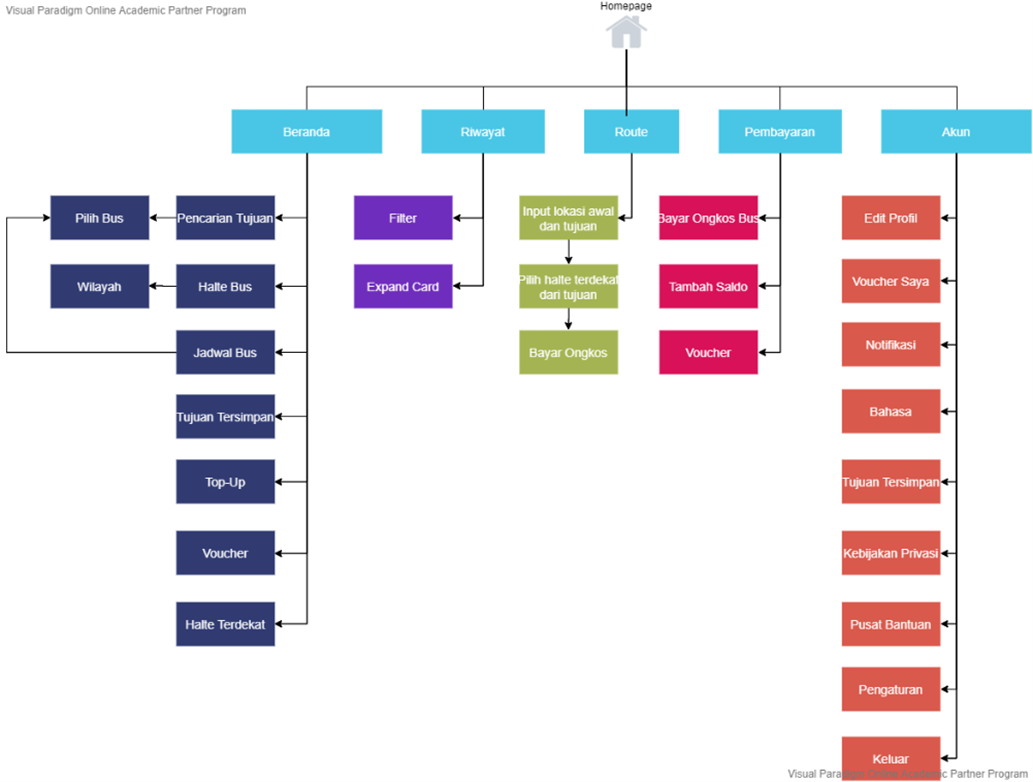 Visual Paradigm Online Academic Partner Program
Homepage
Beranda
Riwayat
Route
Pembayaran
Akun
Pilih Bus
Pencarian Tujuan
Wilayah
Halte Bus
Jadwal Bus
Tujuan Tersimpan
Top-Up
Voucher
Halte Terdekat
Filter
Expand Card
Input lokasi awal
dan tujuan
Pilih halte terdekat
dari tujuan
Bayar Ongkos
Bayar Ongkos Bus
Tambah Saldo
Voucher
Edit Profil
Voucher Saya
Notifikasi
Bahasa
Tujuan Tersimpan
Kebijakan Privasi
Pusat Bantuan
Pengaturan
Keluar
Visual Paradigm Online Academic Partner Program